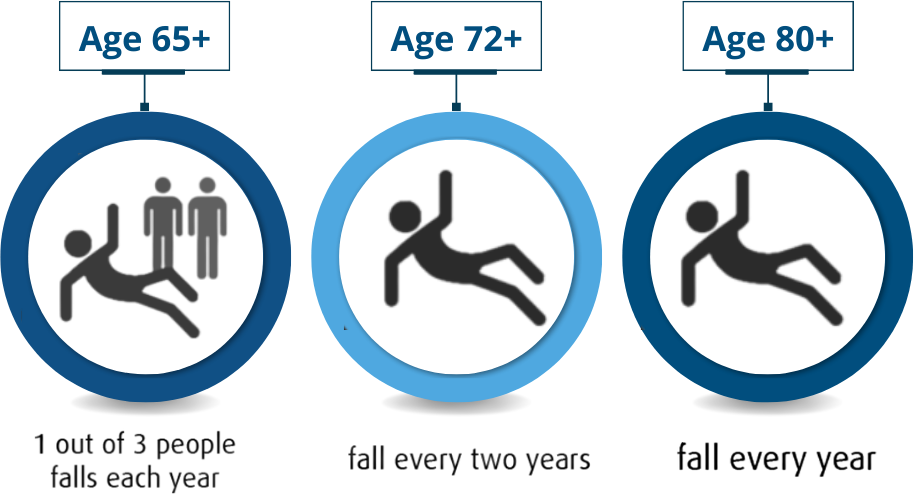 Age 65+
Age 72+
Age 80+
1 out of 3 people
falls each year
fall every two years
fall every year